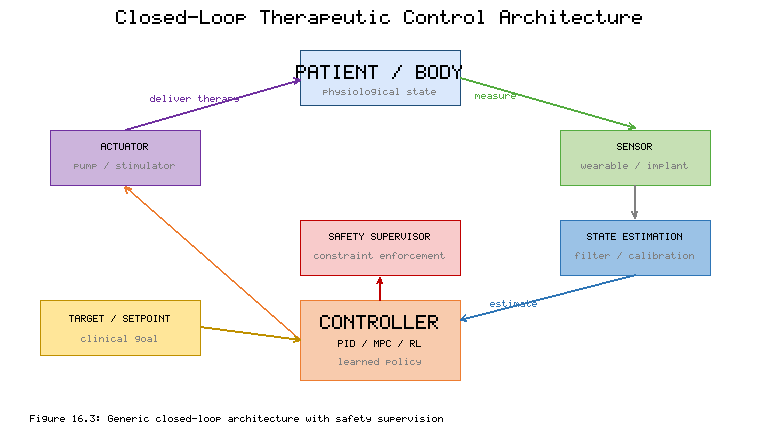 Closed-Loop Therapeutic Control Architecture
PATIENT / BODY
physiological state
deliver therapy
measure
ACTUATOR
pump / stimulator
SENSOR
wearable / implant
SAFETY SUPERVISOR
constraint enforcement
STATE ESTIMATION
filter / calibration
estimate
TARGET / SETPOINT
clinical goal
CONTROLLER
PID / MPC / RL
learned policy
Figure 16.3: Generic closed-loop architecture with safety supervision